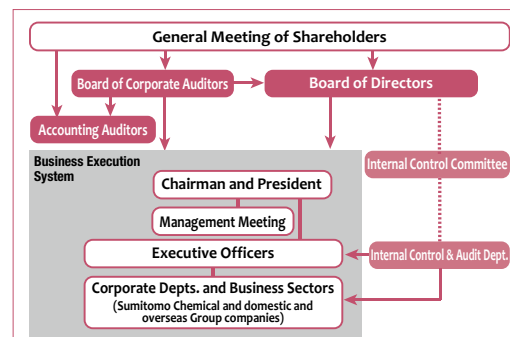 General Meeting of Shareholders
Board of Corporate Auditors
Board of Directors
Accounting Auditors
Business Execution
System
Internal Control Committee
Chairman and President
Management Meeting
Executive Officers
Internal Control & Audit Dept.
Corporate Depts. and Business Sectors
(Sumitomo Chemical and domestic and
overseas Group companies)